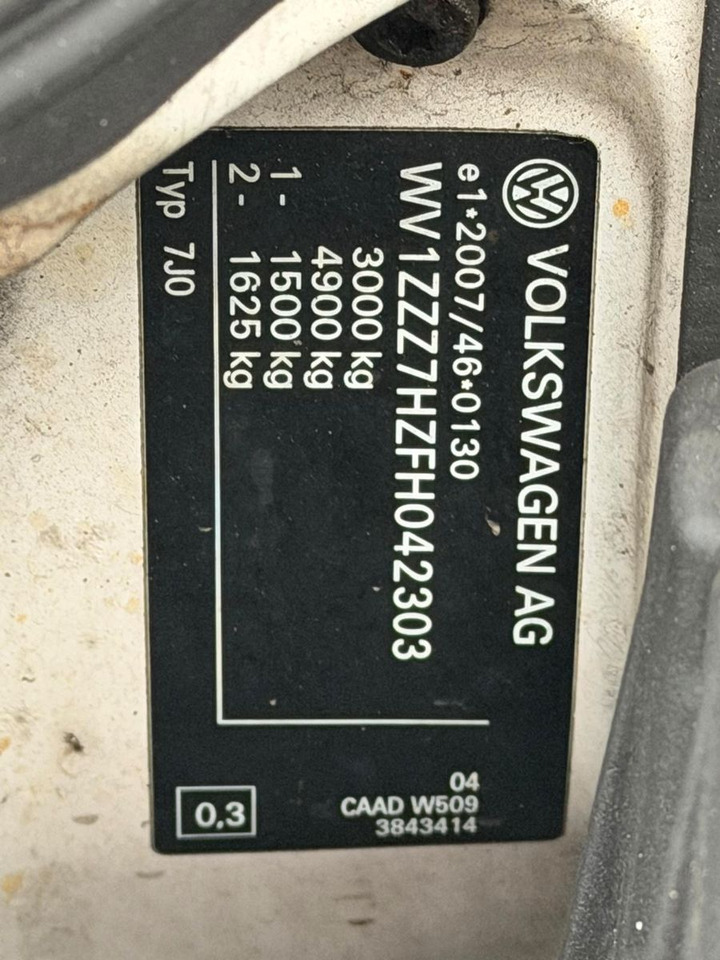 VOLKSWAGEN AG
e1*2007/46*0130
WV1ZZZ7HZFH042303
3000 kg
4900 kg
1- 1500 kg
2- 1625 kg
Typ 7J0
04
CAAD W509
3843414
0.3